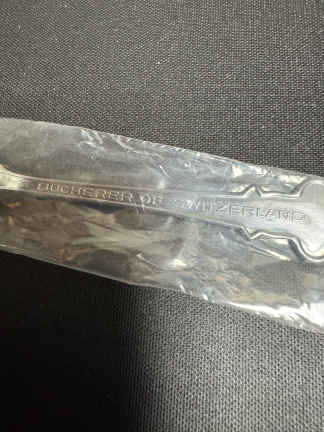 BUCHERER OF SWITZERLAND